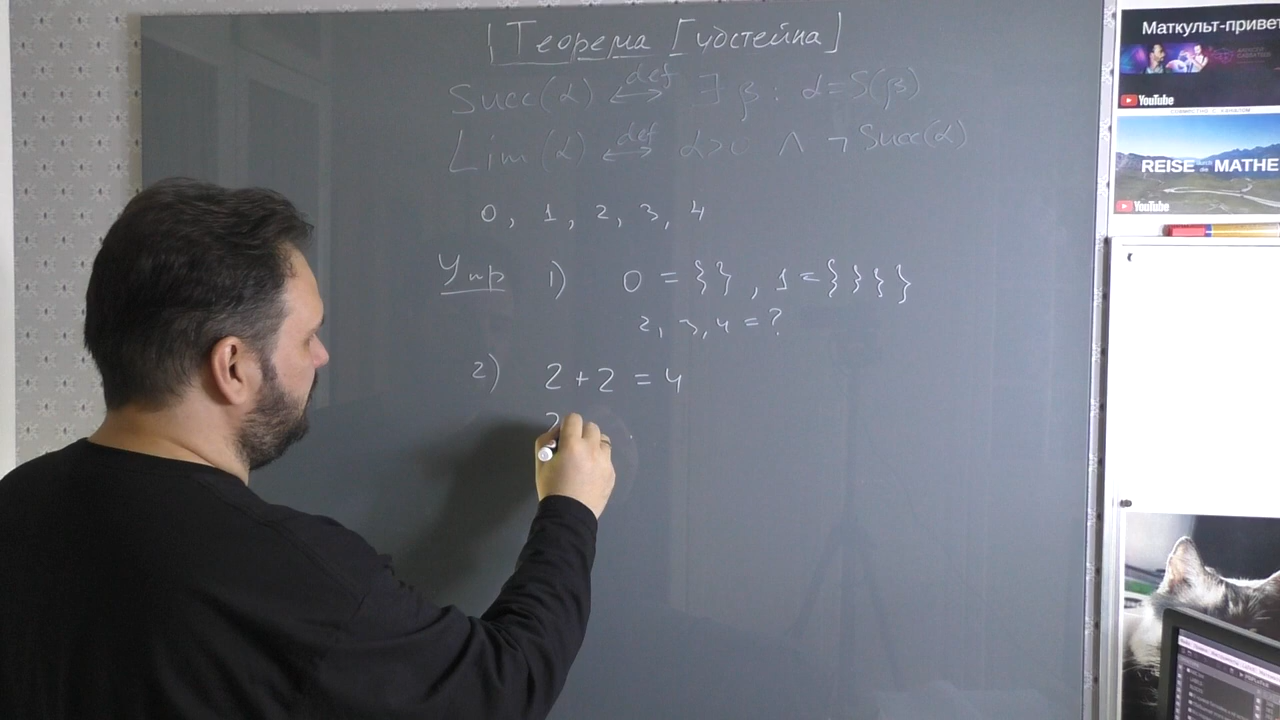 Теорема Гудстейна
Succ(α) def ⟷ ∃ β : α=S(β)
Lim(α) def ⟷ α>0 ∧ ¬ Succ(α)
0, 1, 2, 3, 4
Упр 1) 0 = { } , 1 = { } { }
2, 3, 4 = ?
2) 2 + 2 = 4
2
Маткульт-привет
YouTube
REISE MATHE
YouTube